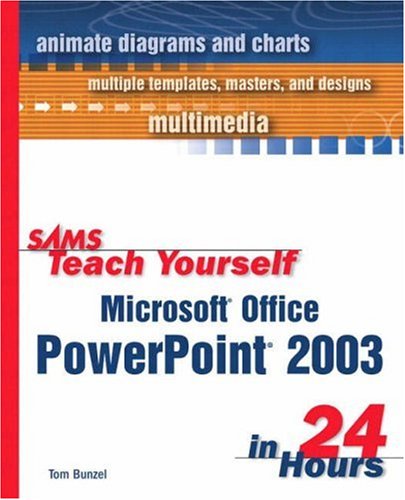 animate diagrams and charts
multiple templates, masters, and designs
multimedia
SAMS
Teach Yourself
Microsoft® Office
PowerPoint® 2003
in 24 Hours
Tom Bunzel